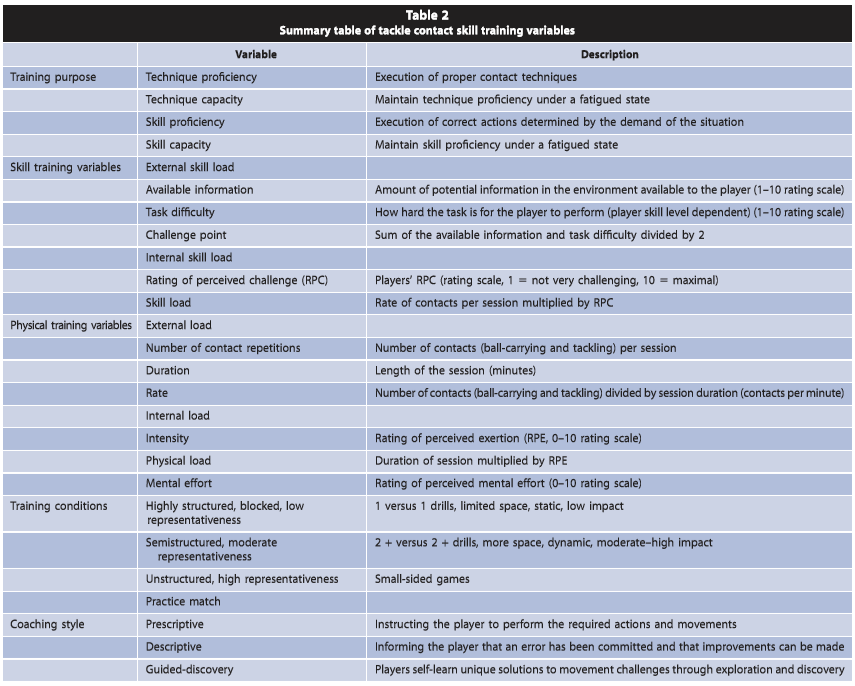 Table 2
Summary table of tackle contact skill training variables
Variable Description
Training purpose Technique proficiency Execution of proper contact techniques
Technique capacity Maintain technique proficiency under a fatigued state
Skill proficiency Execution of correct actions determined by the demand of the situation
Skill capacity Maintain skill proficiency under a fatigued state
Skill training variables External skill load
Available information Amount of potential information in the environment available to the player (1–10 rating scale)
Task difficulty How hard the task is for the player to perform (player skill level dependent) (1–10 rating scale)
Challenge point Sum of the available information and task difficulty divided by 2
Internal skill load
Rating of perceived challenge (RPC) Players' RPC (rating scale, 1 = not very challenging, 10 = maximal)
Skill load Rate of contacts per session multiplied by RPC
Physical training variables External load
Number of contact repetitions Number of contacts (ball-carrying and tackling) per session
Duration Length of the session (minutes)
Rate Number of contacts (ball-carrying and tackling) divided by session duration (contacts per minute)
Internal load
Intensity Rating of perceived exertion (RPE, 0–10 rating scale)
Physical load Duration of session multiplied by RPE
Mental effort Rating of perceived mental effort (0–10 rating scale)
Training conditions Highly structured, blocked, low 1 versus 1 drills, limited space, static, low impact
representativeness
Semistructured, moderate 2 + versus 2 + drills, more space, dynamic, moderate–high impact
representativeness
Unstructured, high representativeness Small-sided games
Practice match
Coaching style Prescriptive Instructing the player to perform the required actions and movements
Descriptive Informing the player that an error has been committed and that improvements can be made
Guided-discovery Players self-learn unique solutions to movement challenges through exploration and discovery